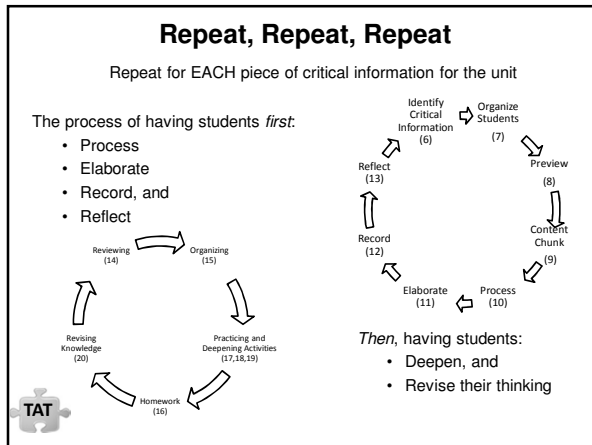 Repeat, Repeat, Repeat
Repeat for EACH piece of critical information for the unit
The process of having students first:
• Process
• Elaborate
• Record, and
• Reflect
Identify
Critical
Information
(6)
Organize
Students
(7)
Preview
(8)
Content
Chunk
(9)
Process
(10)
Elaborate
(11)
Record
(12)
Reflect
(13)
Reviewing
(14)
Organizing
(15)
Practicing and
Deepening Activities
(17,18,19)
Homework
(16)
Revising
Knowledge
(20)
Then, having students:
• Deepen, and
• Revise their thinking
TAT